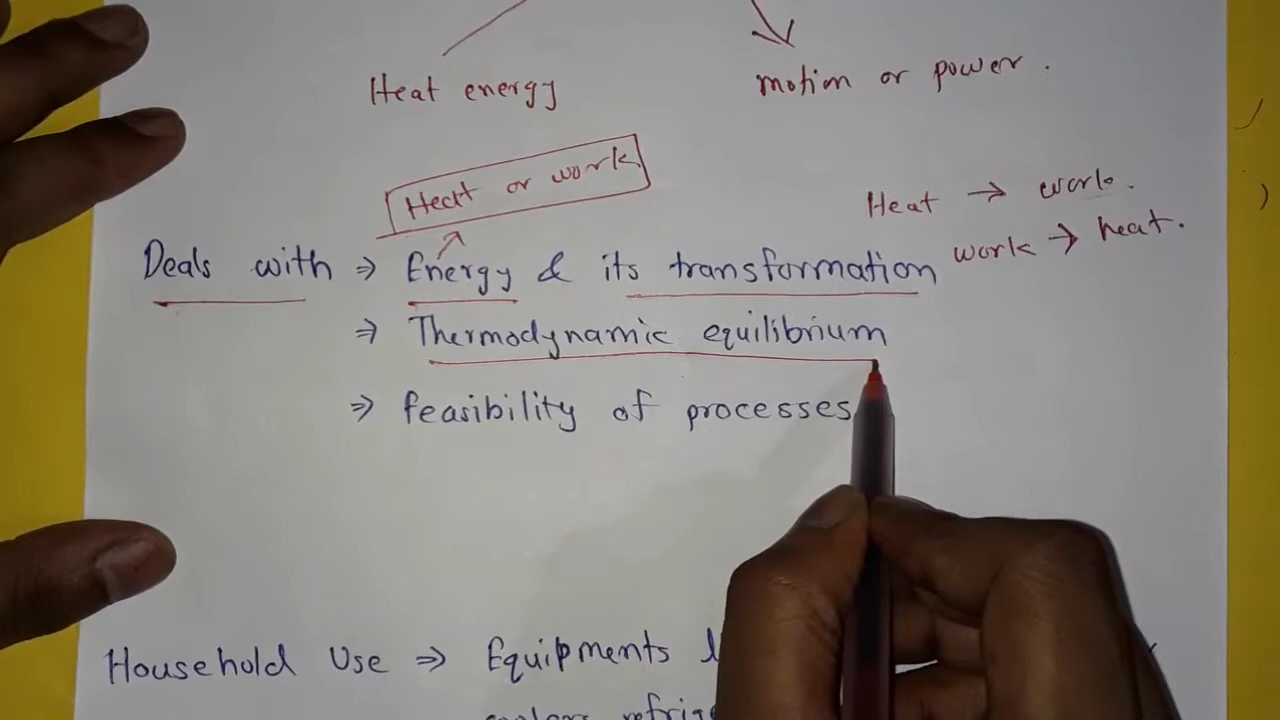 Heat energy
motion or power.
Heat or work
Heat → work.
work → heat.
Deals with ⇒ Energy & its transformation
⇒ Thermodynamic equilibrium
⇒ feasibility of processes
Household Use ⇒ Equipments